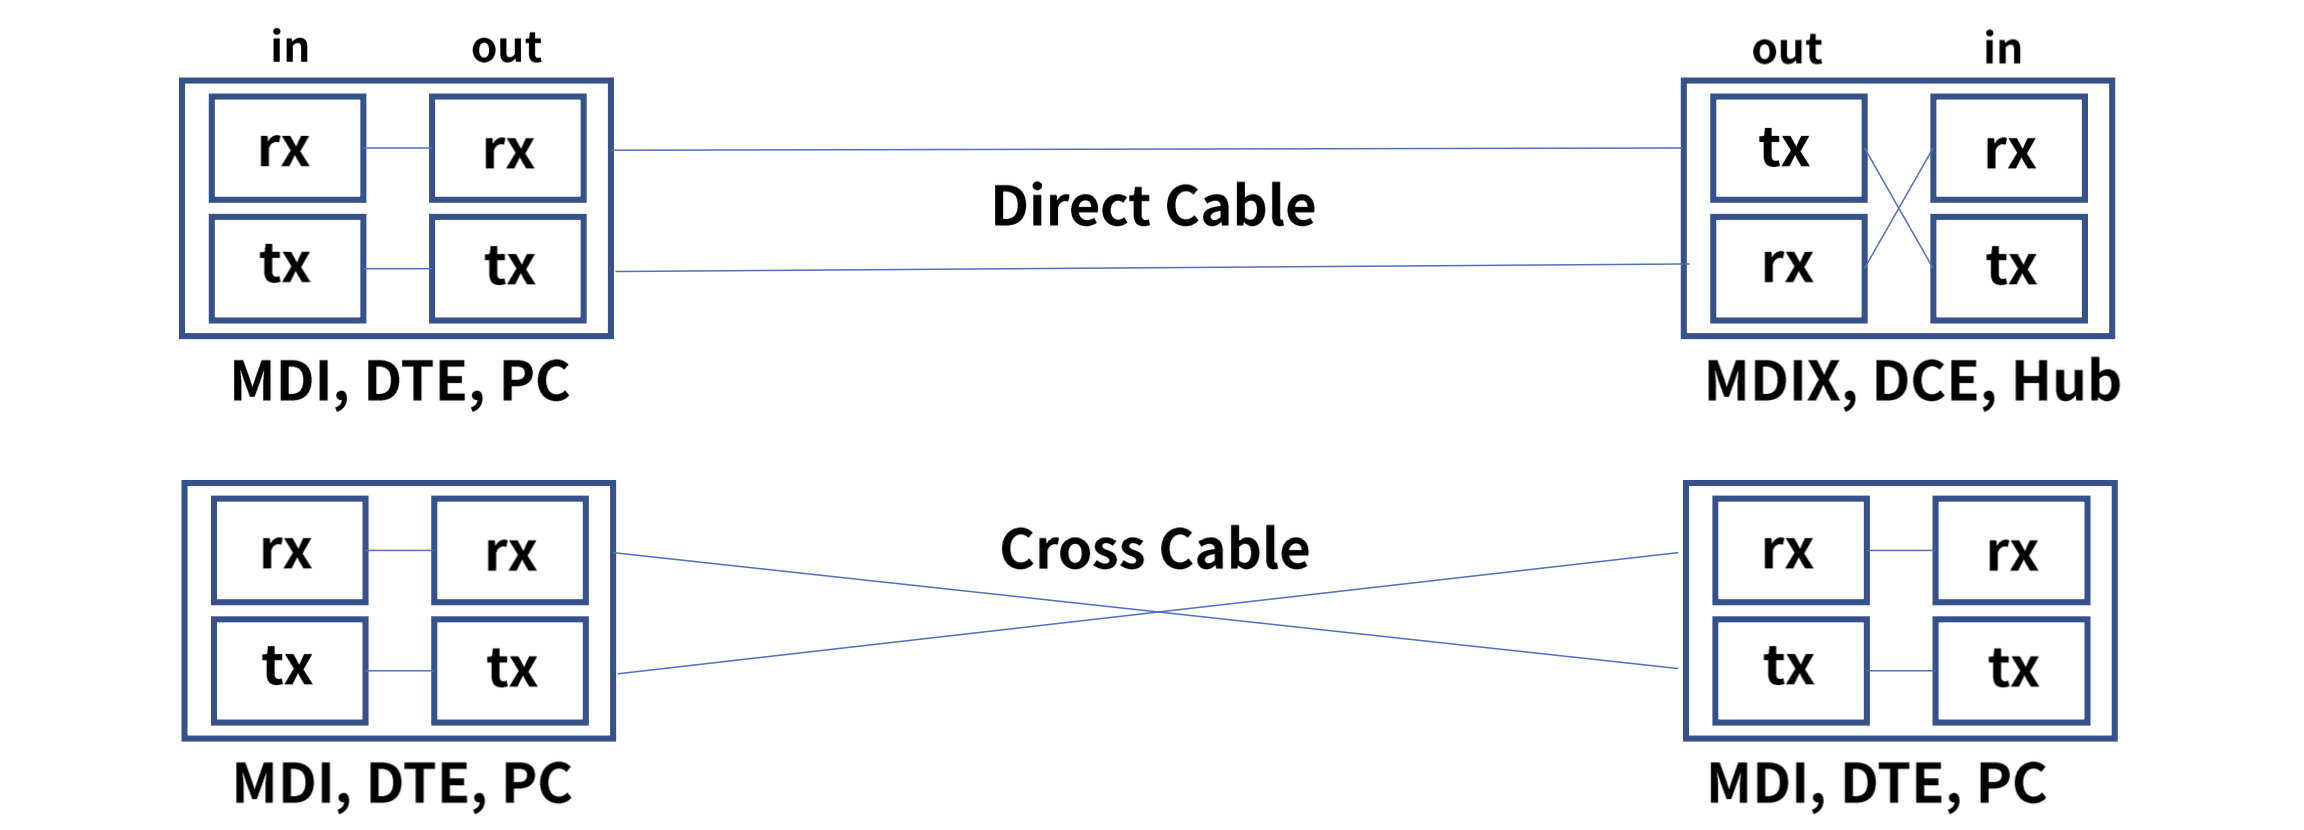 in out out in
rx rx tx rx
Direct Cable
tx tx rx tx
MDI, DTE, PC MDIX, DCE, Hub
rx rx Cross Cable rx rx
tx tx tx tx
MDI, DTE, PC MDI, DTE, PC